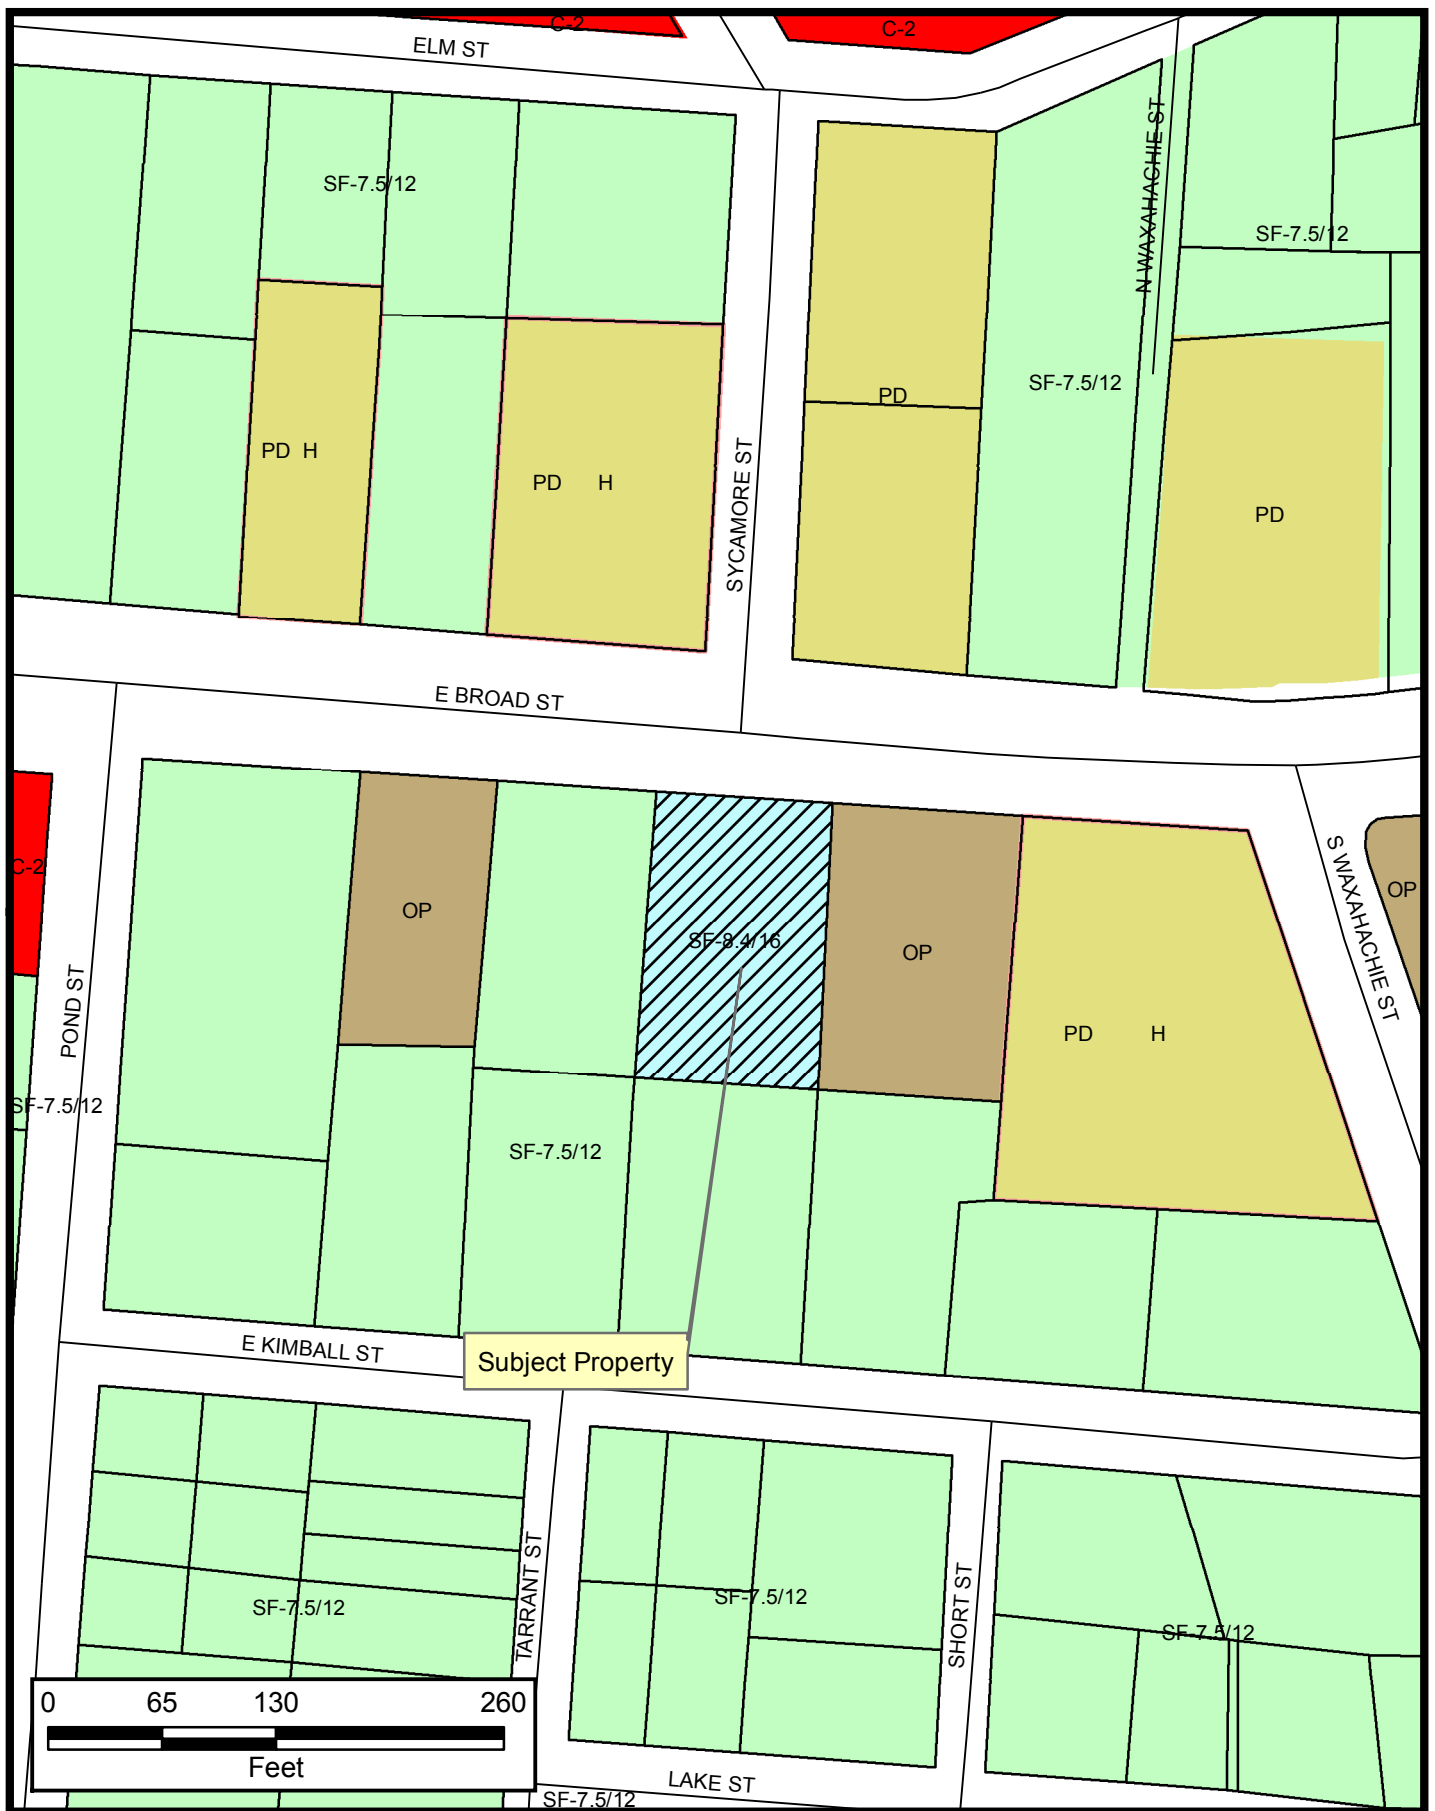 C-2
C-2
ELM ST
SF-7.5/12
N WAXAHACHIE ST
SF-7.5/12
SF-7.5/12
PD
PD H
PD H
SYCAMORE ST
PD
E BROAD ST
C-2
OP
SF-8.4/16
OP
S WAXAHACHIE ST
OP
POND ST
PD H
SF-7.5/12
SF-7.5/12
E KIMBALL ST
Subject Property
TARRANT ST
SF-7.5/12
SF-7.5/12
SHORT ST
SF-7.5/12
0 65 130 260
Feet
LAKE ST
SF-7.5/12